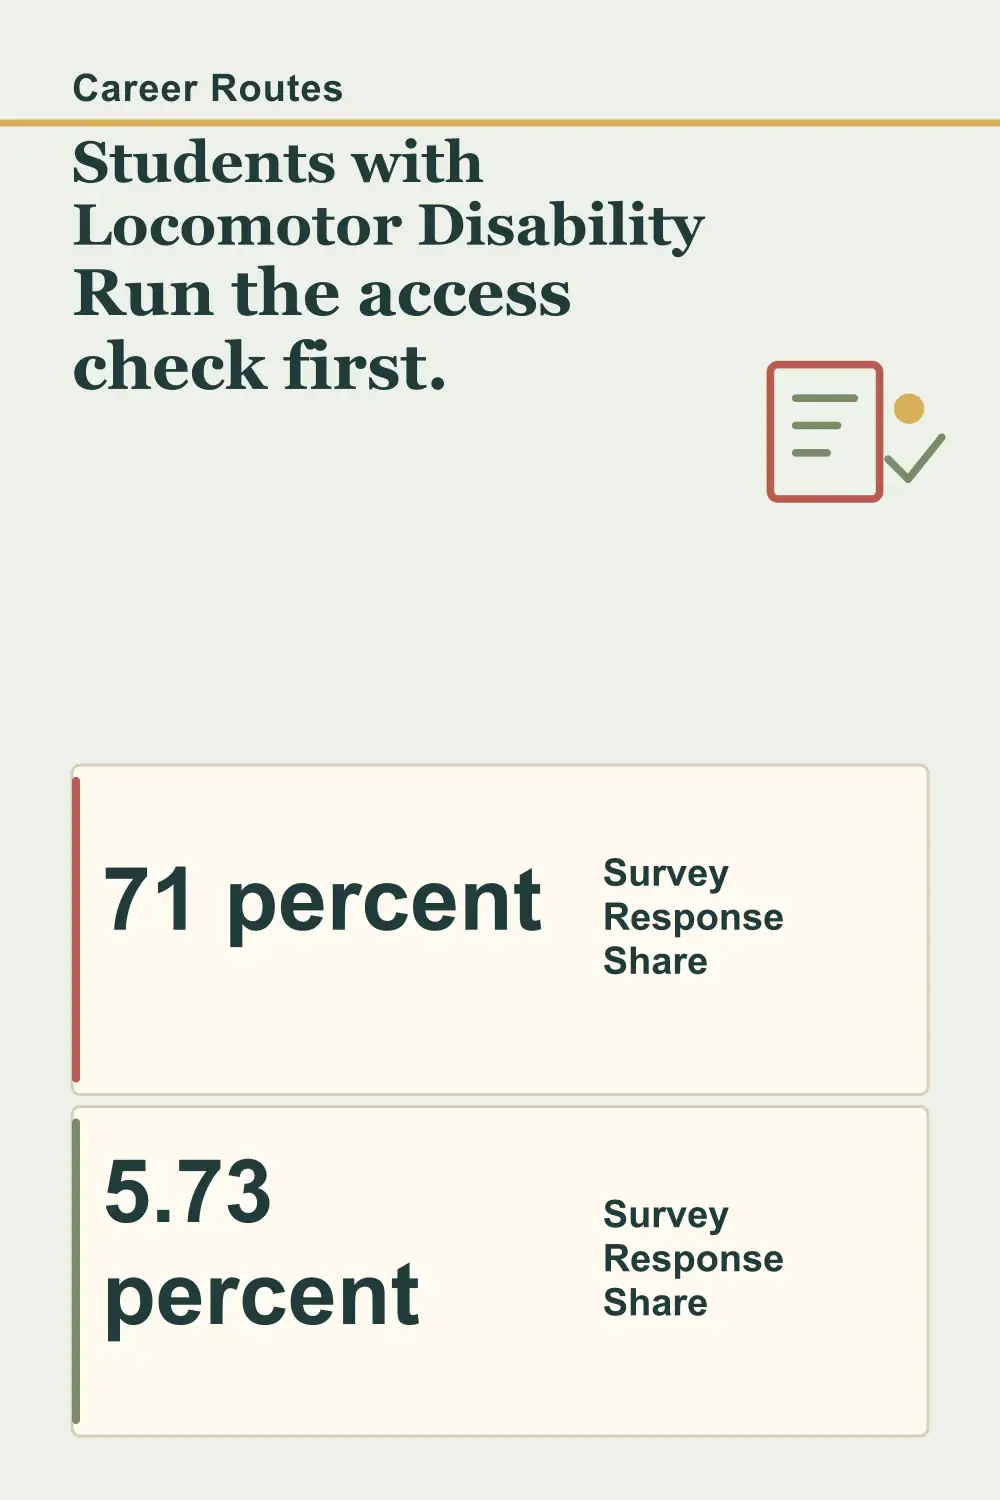 Career Routes
Students with
Locomotor Disability
Run the access
check first.
71 percent
Survey
Response
Share
5.73
percent
Survey
Response
Share